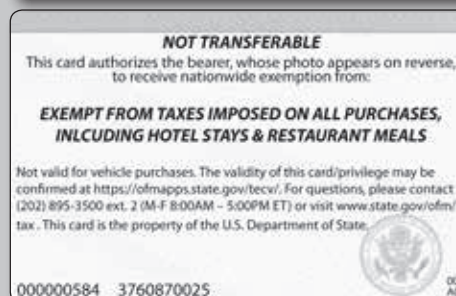 NOT TRANSFERABLE
This card authorizes the bearer, whose photo appears on reverse,
to receive nationwide exemption from:
EXEMPT FROM TAXES IMPOSED ON ALL PURCHASES,
INLCUDING HOTEL STAYS & RESTAURANT MEALS
Not valid for vehicle purchases. The validity of this card/privilege may be
confirmed at https://ofmapps.state.gov/tecv/. For questions, please contact
(202) 895-3500 ext. 2 (M-F 8:00AM – 5:00PM ET) or visit www.state.gov/ofm/
tax . This card is the property of the U.S. Department of State.
000000584 3760870025